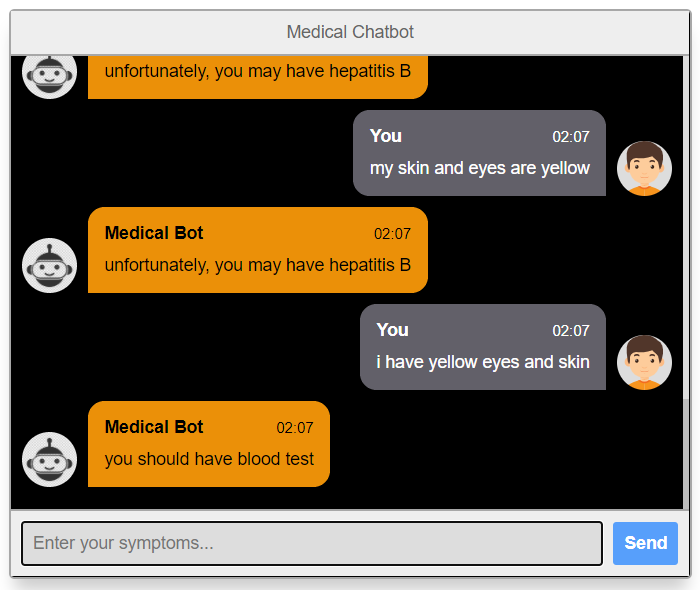 Medical Chatbot
unfortunately, you may have hepatitis B
You 02:07
my skin and eyes are yellow
Medical Bot 02:07
unfortunately, you may have hepatitis B
You 02:07
i have yellow eyes and skin
Medical Bot 02:07
you should have blood test
Enter your symptoms... Send